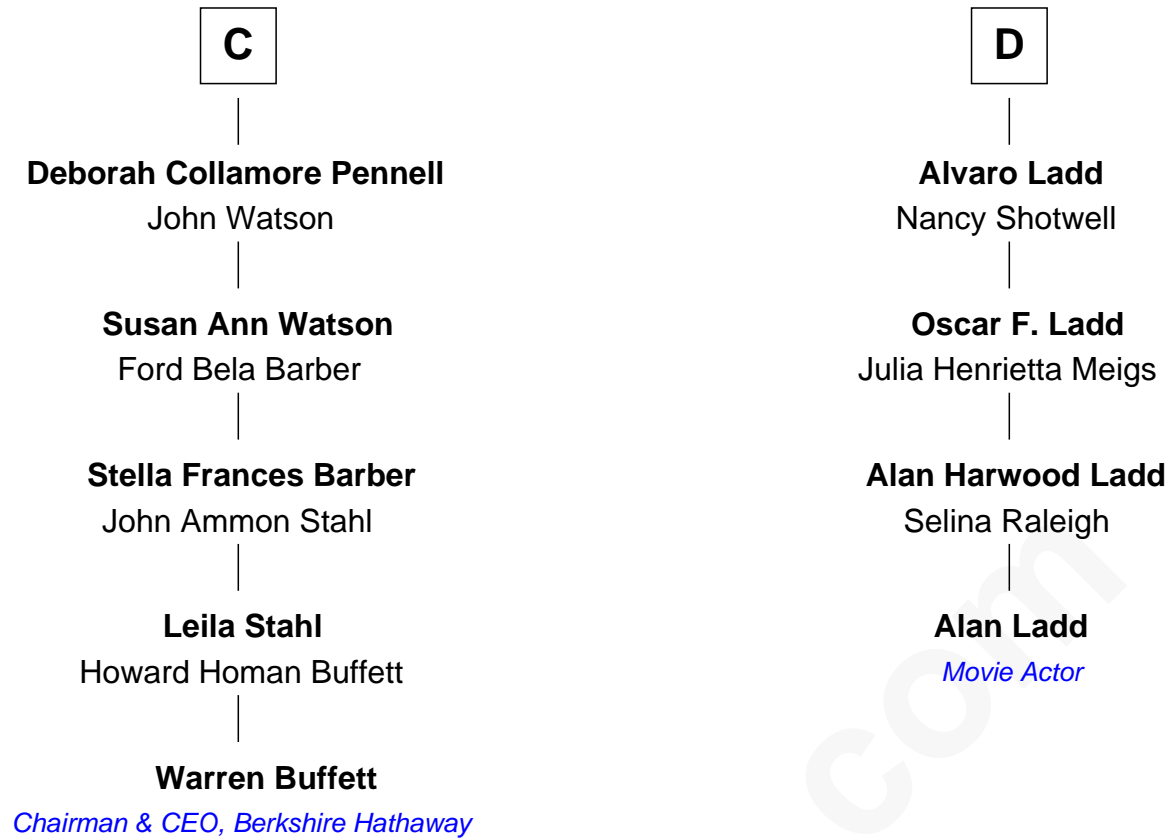 C
Deborah Collamore Pennell
John Watson
Susan Ann Watson
Ford Bela Barber
Stella Frances Barber
John Ammon Stahl
Leila Stahl
Howard Homan Buffett
Warren Buffett
Chairman & CEO, Berkshire Hathaway
D
Alvaro Ladd
Nancy Shotwell
Oscar F. Ladd
Julia Henrietta Meigs
Alan Harwood Ladd
Selina Raleigh
Alan Ladd
Movie Actor
com